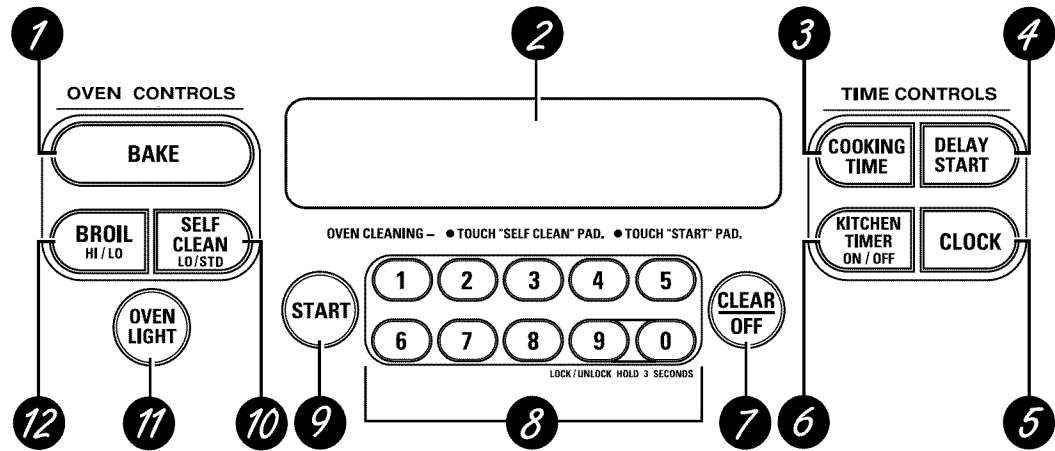 1
2
3
4
OVEN CONTROLS
TIME CONTROLS
BAKE
COOKING
TIME
DELAY
START
BROIL
HI / LO
SELF
CLEAN
LO/STD
OVEN CLEANING – ● TOUCH "SELF CLEAN" PAD. ● TOUCH "START" PAD.
KITCHEN
TIMER
ON / OFF
CLOCK
OVEN
LIGHT
START
1 2 3 4 5
6 7 8 9 0
LOCK/UNLOCK HOLD 3 SECONDS
CLEAR
OFF
12
11
10
9
8
7
6
5